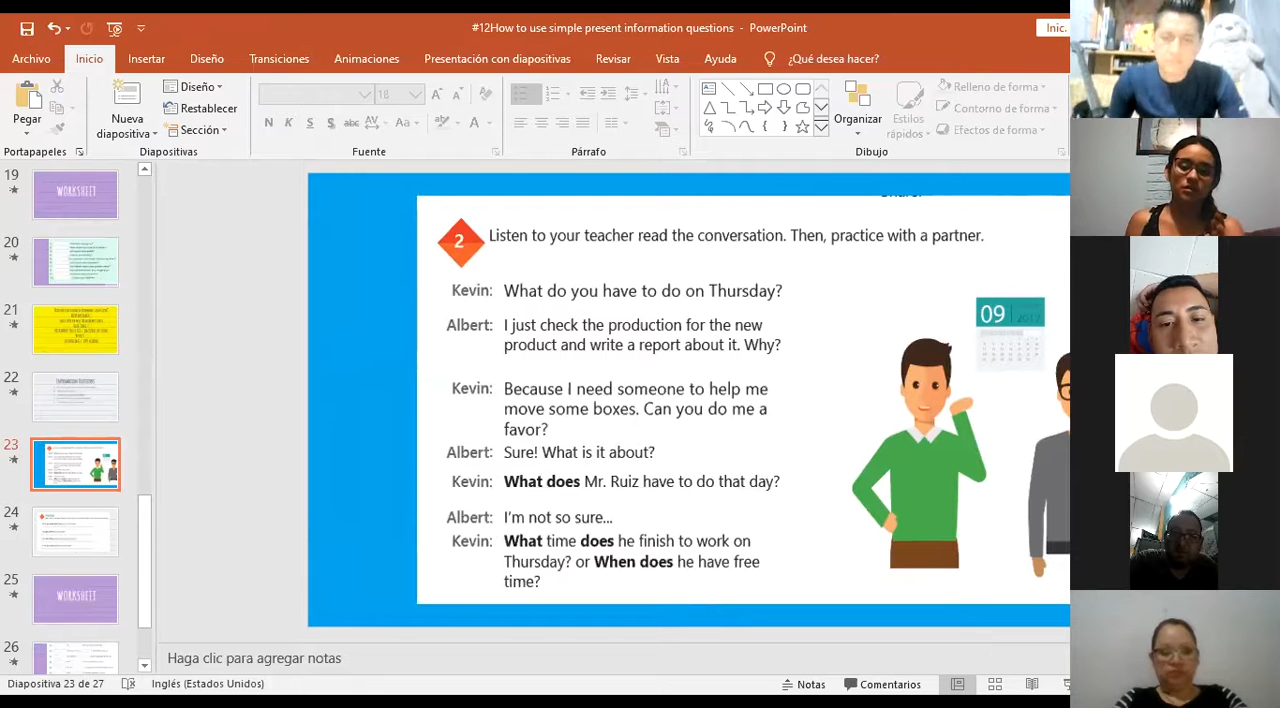 #12How to use simple present information questions - PowerPoint
Inic.
Archivo Inicio Insertar Diseño Transiciones Animaciones Presentación con diapositivas Revisar Vista Ayuda ¿Qué desea hacer?
Pegar
Nueva diapositiva
Diseño
Restablecer
Sección
18
N K S S abc AV Aa A
Organizar
Estilos rápidos
Relleno de forma
Contorno de forma
Efectos de forma
Portapapeles Diapositivas Fuente Párrafo Dibujo
19
WORKSHEET
20
21
22
INFORMATION QUESTIONS
23
24
25
WORKSHEET
26
2 Listen to your teacher read the conversation. Then, practice with a partner.
Kevin: What do you have to do on Thursday?
Albert: I just check the production for the new
product and write a report about it. Why?
Kevin: Because I need someone to help me
move some boxes. Can you do me a
favor?
Albert: Sure! What is it about?
Kevin: What does Mr. Ruiz have to do that day?
Albert: I'm not so sure...
Kevin: What time does he finish to work on
Thursday? or When does he have free
time?
09 2017
Haga clic para agregar notas
Diapositiva 23 de 27 Inglés (Estados Unidos) Notas Comentarios